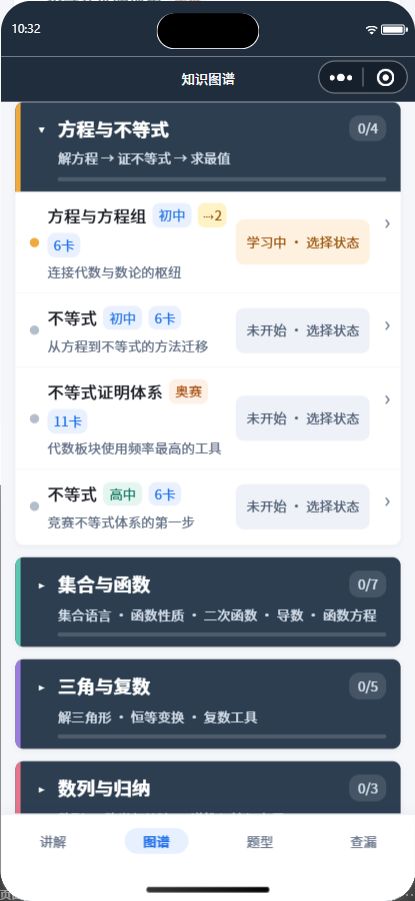 10:32
知识图谱
▼ 方程与不等式 0/4
解方程 → 证不等式 → 求最值
方程与方程组 初中 ⤏2
6卡
连接代数与数论的枢纽
学习中 · 选择状态 ›
不等式 初中 6卡
从方程到不等式的方法迁移
未开始 · 选择状态 ›
不等式证明体系 奥赛
11卡
代数板块使用频率最高的工具
未开始 · 选择状态 ›
不等式 高中 6卡
竞赛不等式体系的第一步
未开始 · 选择状态 ›
▸ 集合与函数 0/7
集合语言 · 函数性质 · 二次函数 · 导数 · 函数方程
▸ 三角与复数 0/5
解三角形 · 恒等变换 · 复数工具
▸ 数列与归纳 0/3
讲解 图谱 题型 查漏